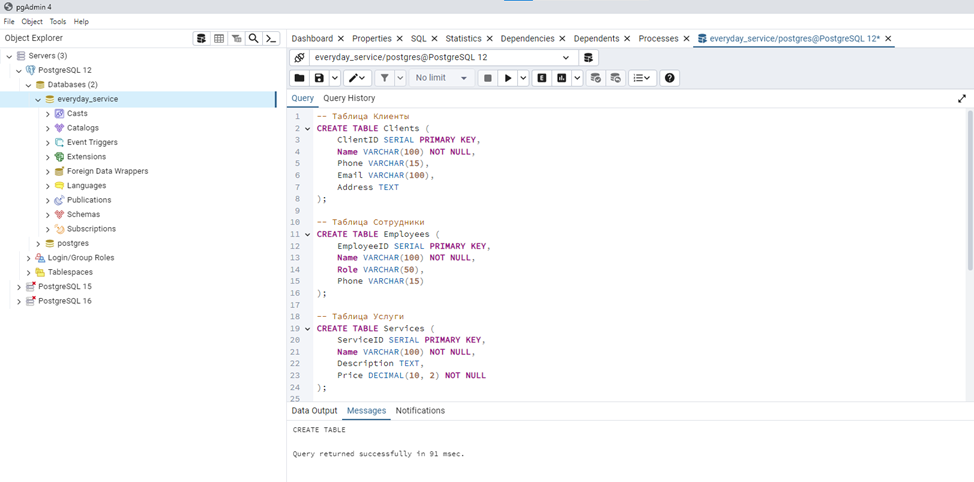 pgAdmin 4
File Object Tools Help
Object Explorer
Servers (3)
PostgreSQL 12
Databases (2)
everyday_service
Casts
Catalogs
Event Triggers
Extensions
Foreign Data Wrappers
Languages
Publications
Schemas
Subscriptions
postgres
Login/Group Roles
Tablespaces
PostgreSQL 15
PostgreSQL 16
Dashboard Properties SQL Statistics Dependencies Dependents Processes everyday_service/postgres@PostgreSQL 12*
everyday_service/postgres@PostgreSQL 12
No limit
Query Query History
1 -- Таблица Клиенты
2 CREATE TABLE Clients (
3 ClientID SERIAL PRIMARY KEY,
4 Name VARCHAR(100) NOT NULL,
5 Phone VARCHAR(15),
6 Email VARCHAR(100),
7 Address TEXT
8 );
9
10 -- Таблица Сотрудники
11 CREATE TABLE Employees (
12 EmployeeID SERIAL PRIMARY KEY,
13 Name VARCHAR(100) NOT NULL,
14 Role VARCHAR(50),
15 Phone VARCHAR(15)
16 );
17
18 -- Таблица Услуги
19 CREATE TABLE Services (
20 ServiceID SERIAL PRIMARY KEY,
21 Name VARCHAR(100) NOT NULL,
22 Description TEXT,
23 Price DECIMAL(10, 2) NOT NULL
24 );
25
Data Output Messages Notifications
CREATE TABLE
Query returned successfully in 91 msec.